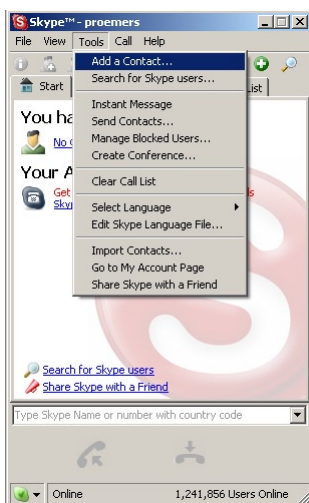 Skype™ - proemers
File View Tools Call Help
Add a Contact...
Search for Skype users...
Start
List
Instant Message
You ha
Send Contacts...
Manage Blocked Users...
No
Create Conference...
Your A
Clear Call List
Get
s
Sky
Select Language
Edit Skype Language File...
Import Contacts...
Go to My Account Page
Share Skype with a Friend
Search for Skype users
Share Skype with a Friend
Type Skype Name or number with country code
Online 1,241,856 Users Online